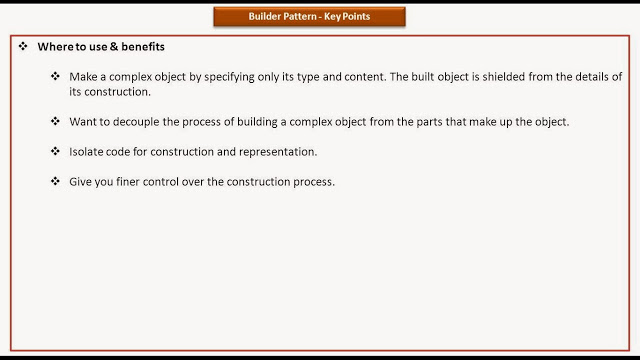 Builder Pattern - Key Points
Where to use & benefits
Make a complex object by specifying only its type and content. The built object is shielded from the details of
its construction.
Want to decouple the process of building a complex object from the parts that make up the object.
Isolate code for construction and representation.
Give you finer control over the construction process.